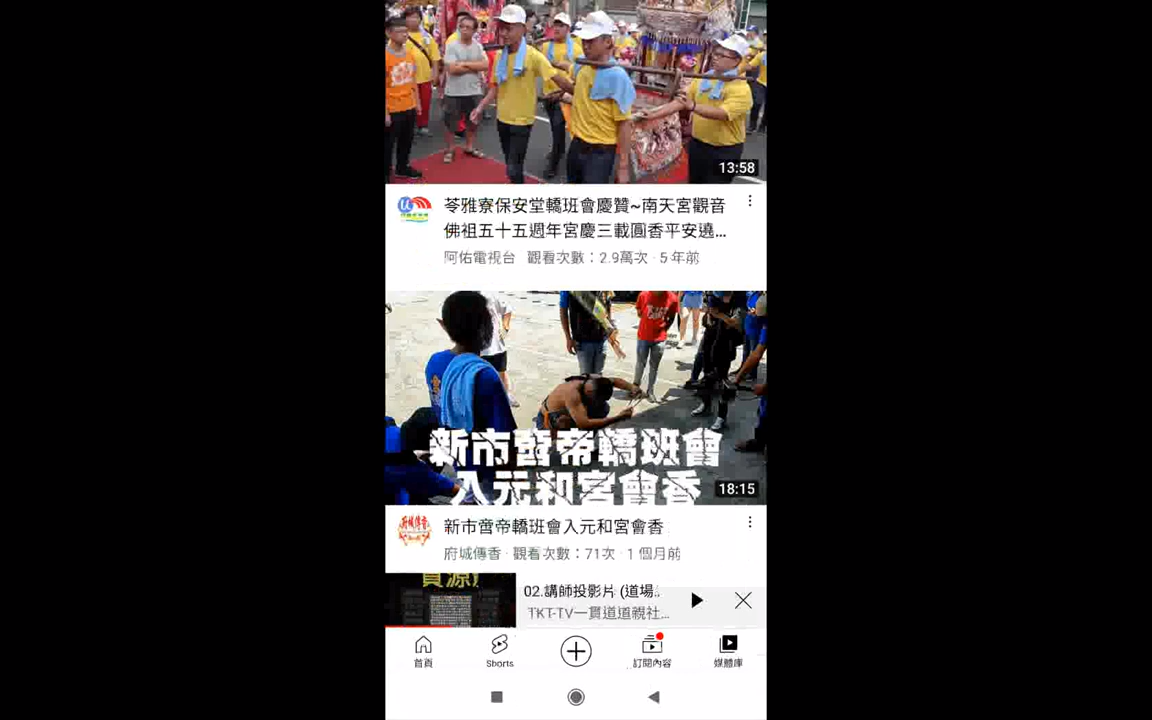 13:58
苓雅寮保安堂轎班會慶贊~南天宮觀音
佛祖五十五週年宮慶三載圓香平安遶...
阿佑電視台 觀看次數：2.9萬次 · 5 年前
新市啻帝轎班會
入元和宮會香
18:15
新市啻帝轎班會入元和宮會香
府城傳香 · 觀看次數：71次 · 1 個月前
02.講師投影片 (道場..
TKT-TV一貫道道親社...
首頁
Shorts
訂閱內容
媒體庫